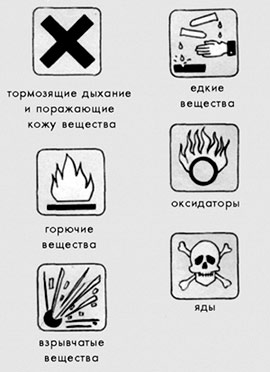 тормозящие дыхание
и поражающие
кожу вещества
едкие
вещества
горючие
вещества
оксидаторы
взрывчатые
вещества
яды